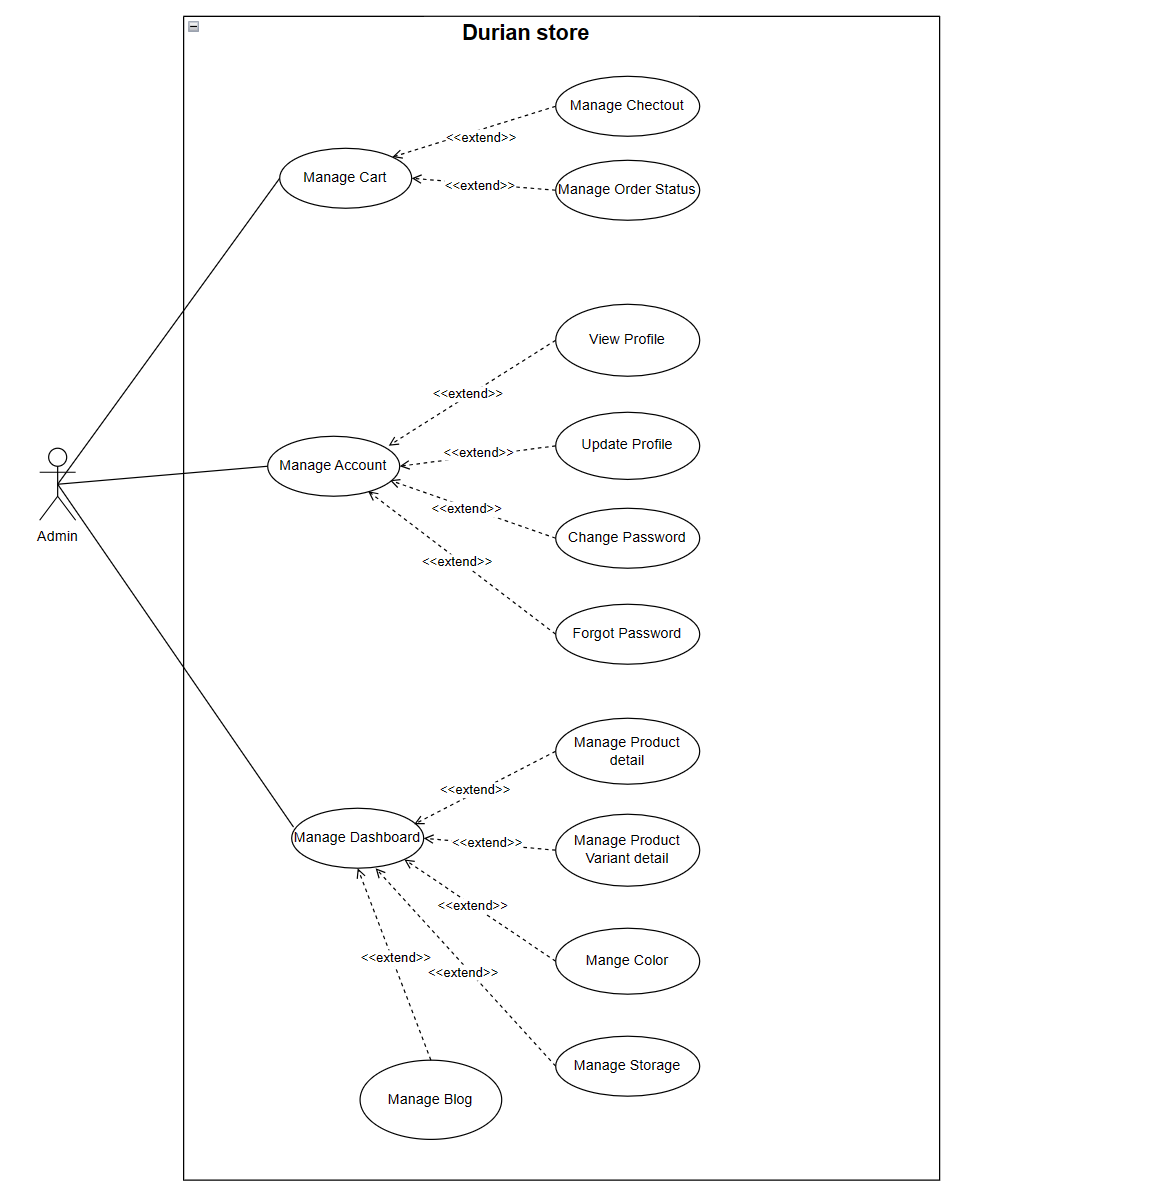 Durian store
Manage Chectout
<<extend>>
Manage Cart
<<extend>>
Manage Order Status
View Profile
<<extend>>
Update Profile
<<extend>>
Manage Account
<<extend>>
Change Password
Admin
<<extend>>
Forgot Password
Manage Product
detail
<<extend>>
Manage Dashboard
<<extend>>
Manage Product
Variant detail
<<extend>>
Mange Color
<<extend>>
<<extend>>
Manage Storage
Manage Blog